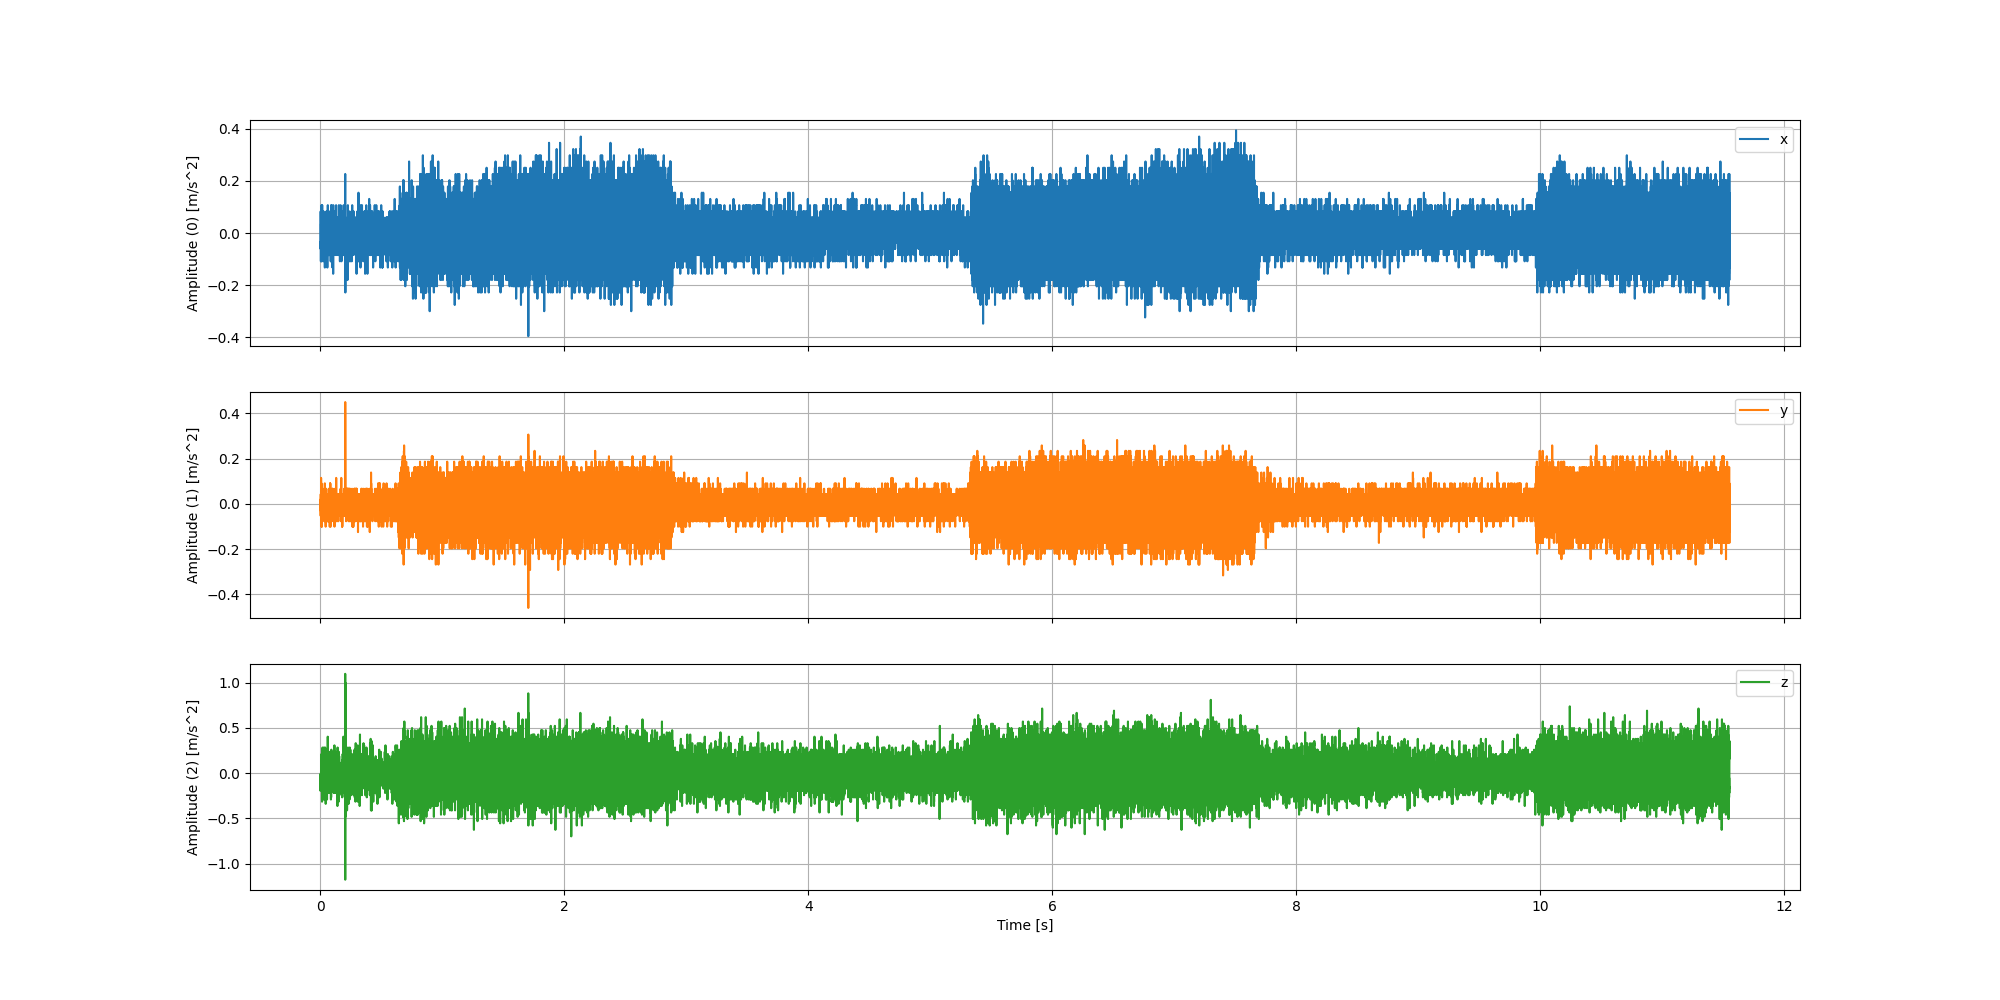 0.4
0.2
0.0
−0.2
−0.4
Amplitude (0) [m/s^2]
x
0.4
0.2
0.0
−0.2
−0.4
Amplitude (1) [m/s^2]
y
1.0
0.5
0.0
−0.5
−1.0
Amplitude (2) [m/s^2]
z
0 2 4 6 8 10 12
Time [s]